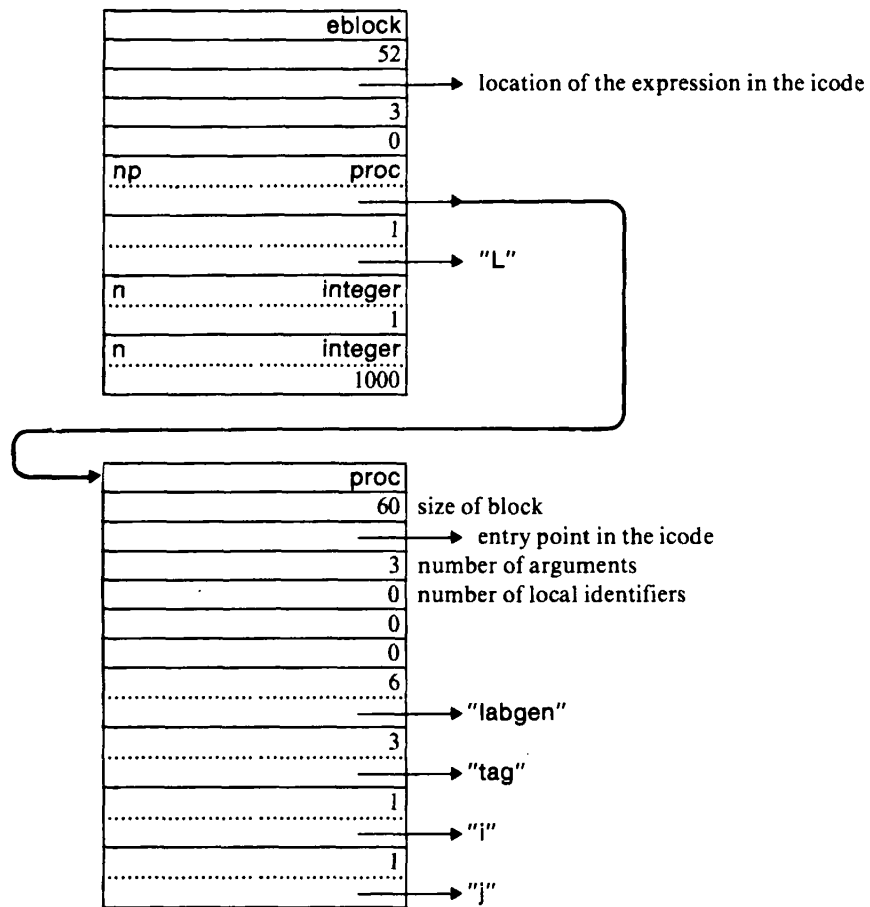 eblock
52
location of the expression in the icode
3
0
np proc
1
"L"
n integer
1
n integer
1000
proc
60 size of block
entry point in the icode
3 number of arguments
0 number of local identifiers
0
0
6
"labgen"
3
"tag"
1
"i"
1
"j"